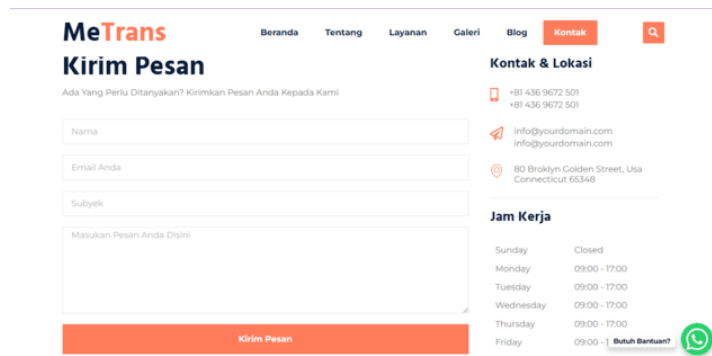 MeTrans
Beranda Tentang Layanan Galeri Blog Kontak
Kirim Pesan
Ada Yang Perlu Ditanyakan? Kirimkan Pesan Anda Kepada Kami
Nama
Email Anda
Subyek
Masukan Pesan Anda Disini
Kirim Pesan
Kontak & Lokasi
+81 436 9672 501
+81 436 9672 501
info@yourdomain.com
info@yourdomain.com
80 Broklyn Golden Street, Usa
Connecticut 65348
Jam Kerja
Sunday Closed
Monday 09:00 - 17:00
Tuesday 09:00 - 17:00
Wednesday 09:00 - 17:00
Thursday 09:00 - 17:00
Friday 09:00 -
Butuh Bantuan?